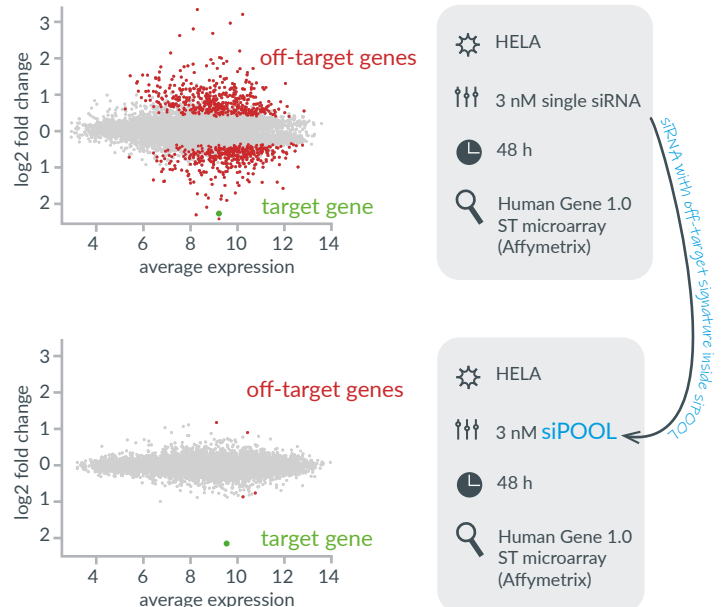 3
2
1
0
1
2
log2 fold change
off-target genes
target gene
4 6 8 10 12 14
average expression
HELA
3 nM single siRNA
48 h
Human Gene 1.0
ST microarray
(Affymetrix)
siRNA with off-target signature inside siPOOL
3
2
1
0
1
2
log2 fold change
off-target genes
target gene
4 6 8 10 12 14
average expression
HELA
3 nM siPOOL
48 h
Human Gene 1.0
ST microarray
(Affymetrix)